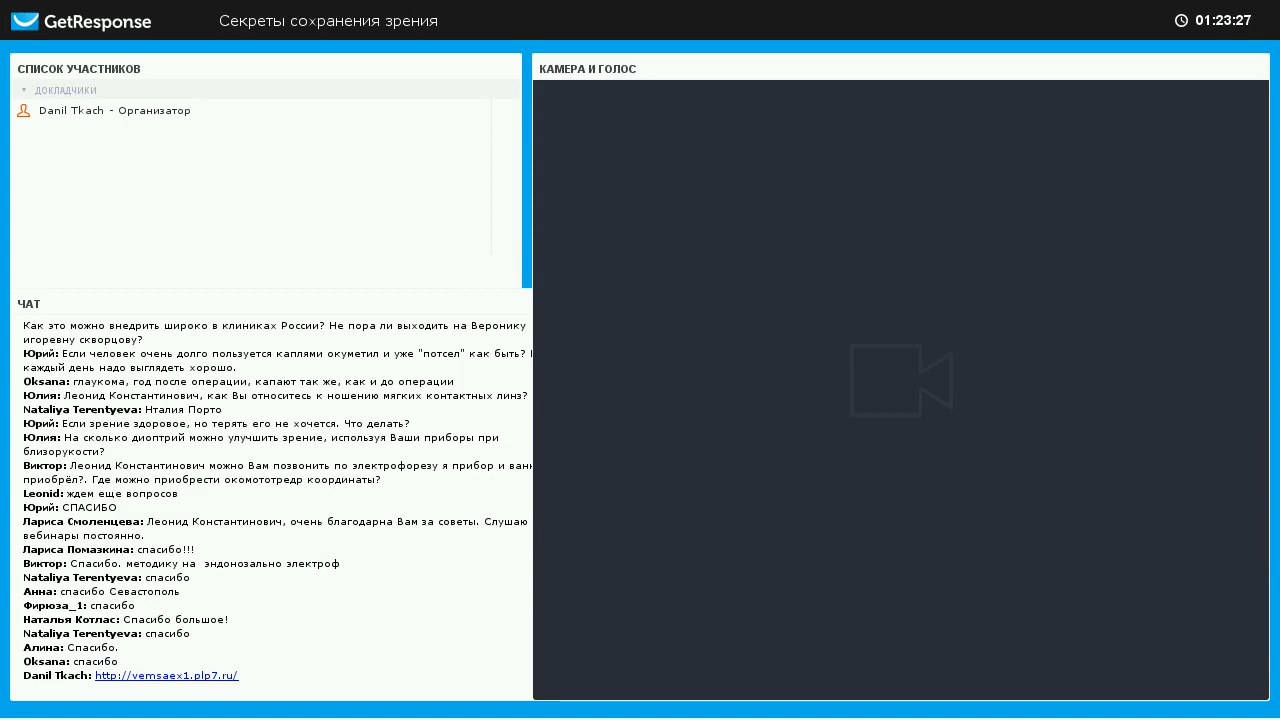 GetResponse
Секреты сохранения зрения
01:23:27
СПИСОК УЧАСТНИКОВ
ДОКЛАДЧИКИ
Danil Tkach - Организатор
КАМЕРА И ГОЛОС
ЧАТ
Как это можно внедрить широко в клиниках России? Не пора ли выходить на Веронику
игоревну скворцову?
Юрий: Если человек очень долго пользуется каплями окуметил и уже "потсел" как быть?
каждый день надо выглядеть хорошо.
Oksana: глаукома, год после операции, капают так же, как и до операции
Юлия: Леонид Константинович, как Вы относитесь к ношению мягких контактных линз?
Nataliya Terentyeva: Нталия Порто
Юрий: Если зрение здоровое, но терять его не хочется. Что делать?
Юлия: На сколько диоптрий можно улучшить зрение, используя Ваши приборы при
близорукости?
Виктор: Леонид Константинович можно Вам позвонить по электрофорезу я прибор и ванн
приобрёл?. Где можно приобрести окомототредр координаты?
Leonid: ждем еще вопросов
Юрий: СПАСИБО
Лариса Смоленцева: Леонид Константинович, очень благодарна Вам за советы. Слушаю
вебинары постоянно.
Лариса Помазкина: спасибо!!!
Виктор: Спасибо. методику на  эндонозально электроф
Nataliya Terentyeva: спасибо
Анна: спасибо Севастополь
Фирюза_1: спасибо
Наталья Котлас: Спасибо большое!
Nataliya Terentyeva: спасибо
Алина: Спасибо.
Oksana: спасибо
Danil Tkach: http://vemsaex1.plp7.ru/